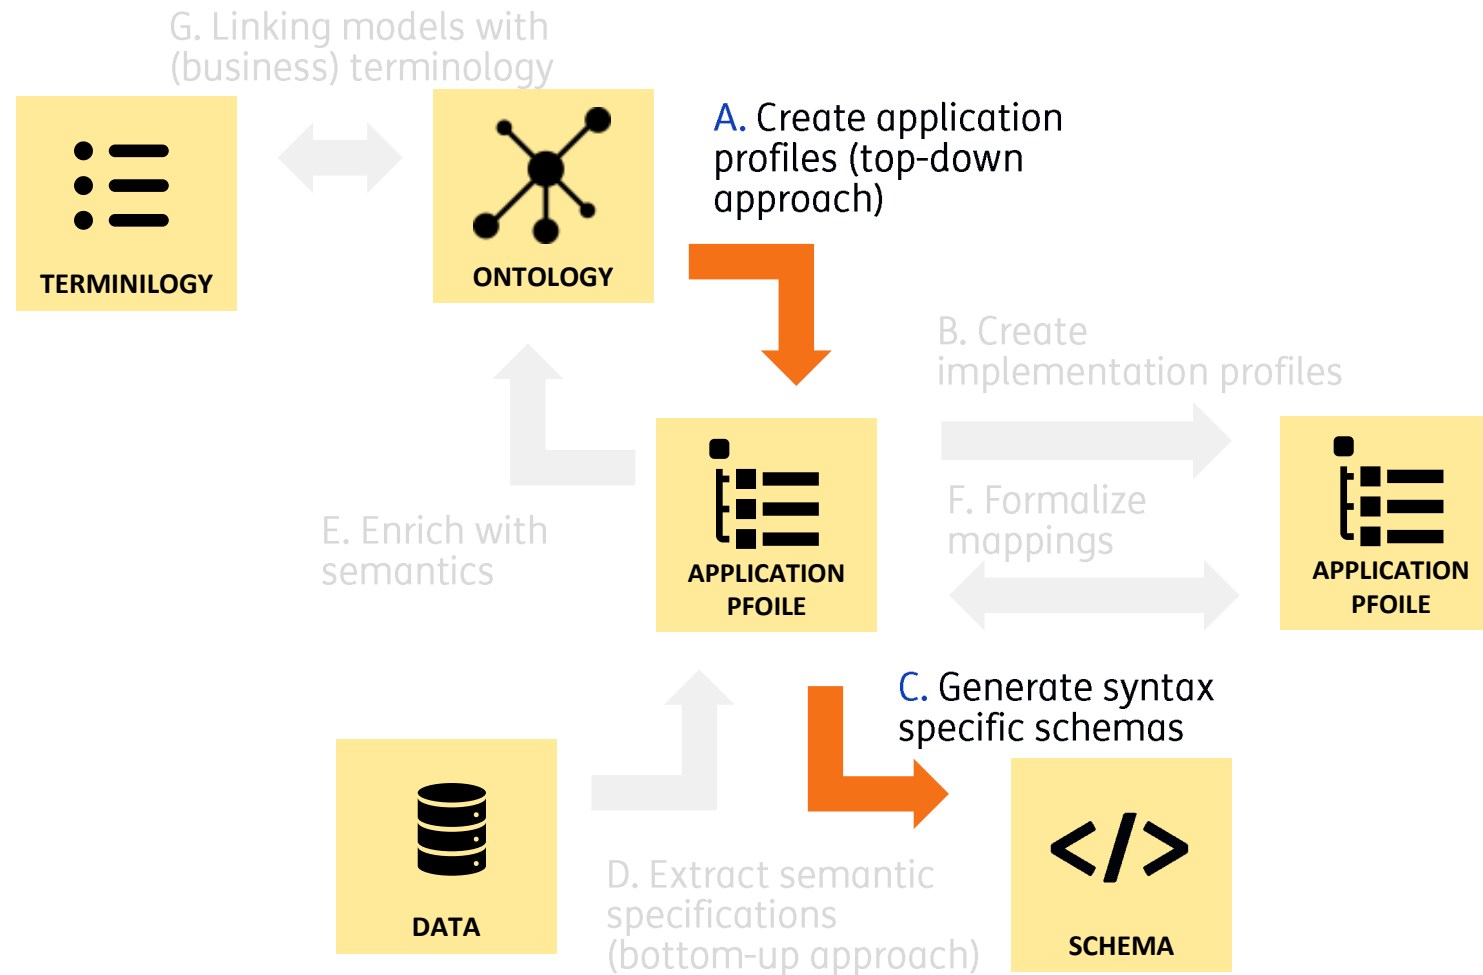 G. Linking models with
(business) terminology
TERMINILOGY
ONTOLOGY
A. Create application
profiles (top-down
approach)
B. Create
implementation profiles
E. Enrich with
semantics
APPLICATION
PFOILE
F. Formalize
mappings
APPLICATION
PFOILE
C. Generate syntax
specific schemas
DATA
D. Extract semantic
specifications
(bottom-up approach)
</>
SCHEMA